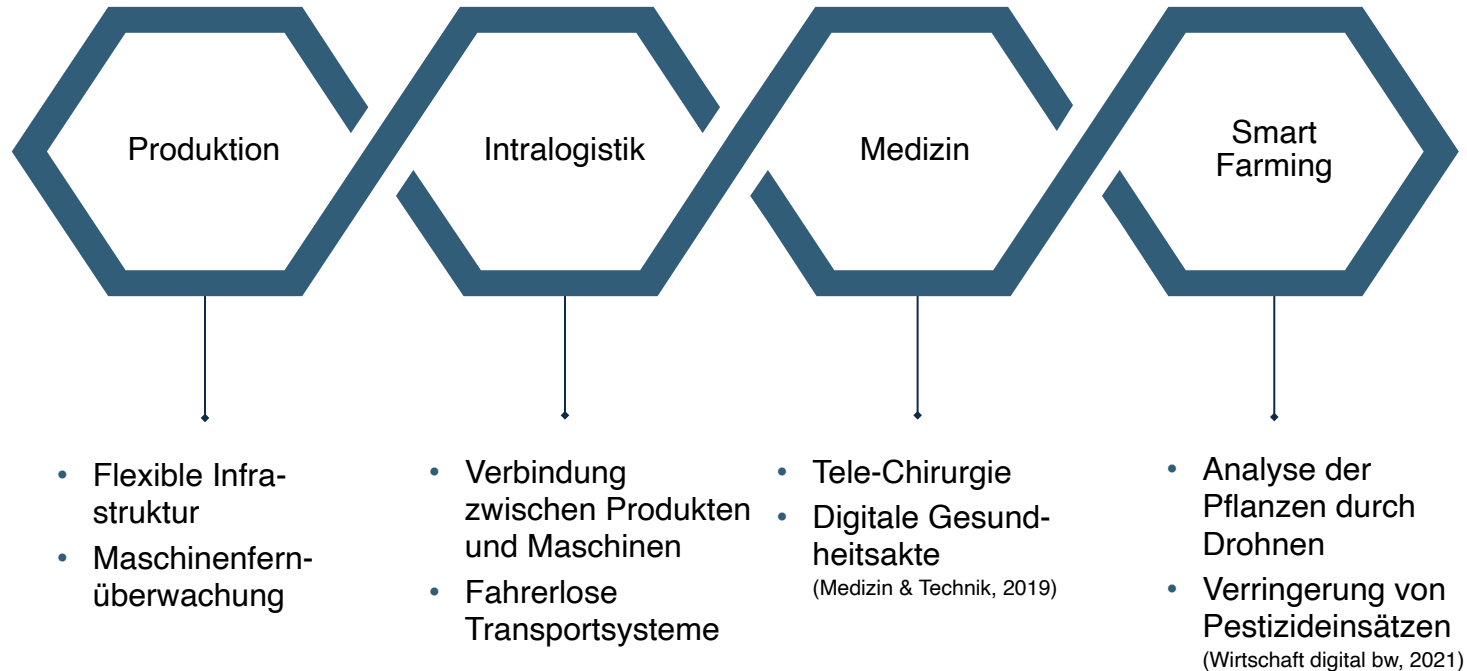 Produktion
Intralogistik
Medizin
Smart
Farming
• Flexible Infra-
struktur
• Maschinenfern-
überwachung
• Verbindung
zwischen Produkten
und Maschinen
• Fahrerlose
Transportsysteme
• Tele-Chirurgie
• Digitale Gesund-
heitsakte
(Medizin & Technik, 2019)
• Analyse der
Pflanzen durch
Drohnen
• Verringerung von
Pestizideinsätzen
(Wirtschaft digital bw, 2021)